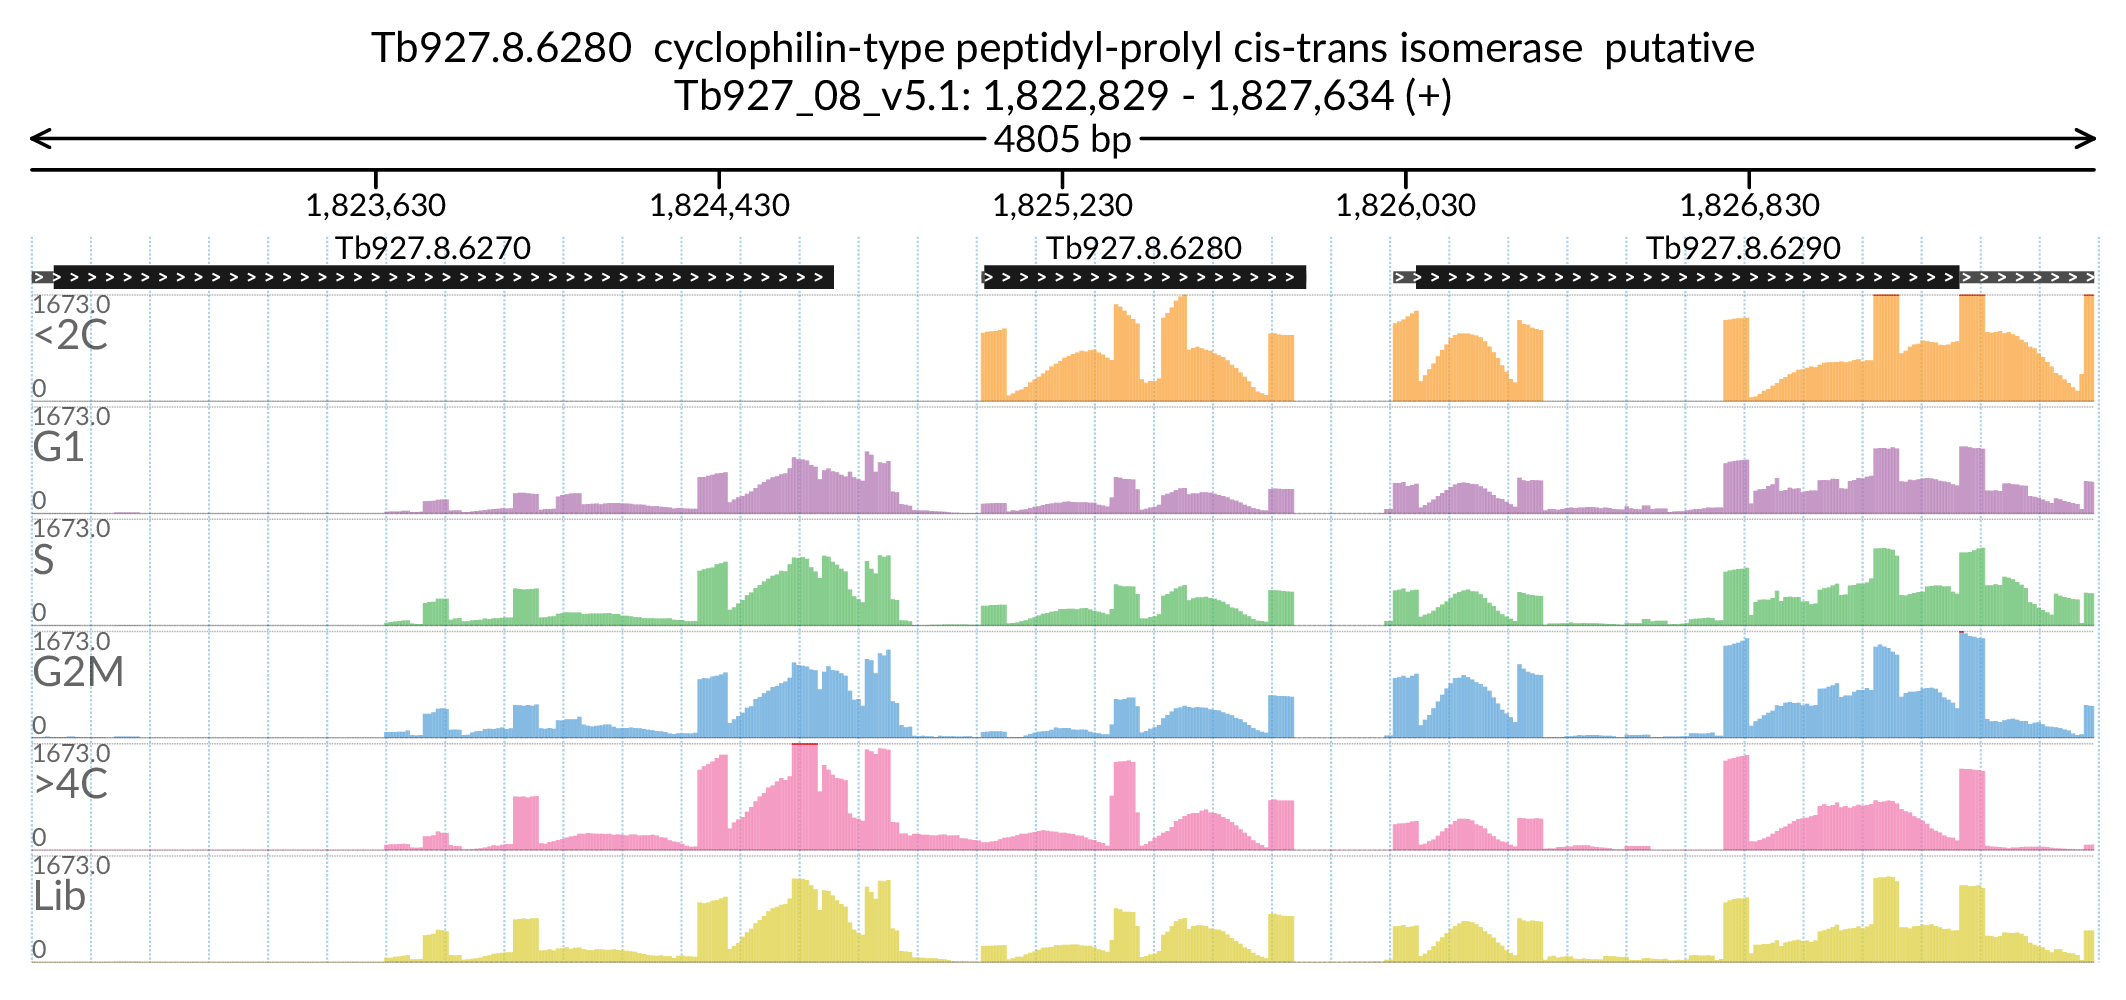 Tb927.8.6280  cyclophilin-type peptidyl-prolyl cis-trans isomerase  putative
Tb927_08_v5.1: 1,822,829 - 1,827,634 (+)
4805 bp
1,823,630 1,824,430 1,825,230 1,826,030 1,826,830
Tb927.8.6270 Tb927.8.6280 Tb927.8.6290
1673.0
<2C
0
1673.0
G1
0
1673.0
S
0
1673.0
G2M
0
1673.0
>4C
0
1673.0
Lib
0